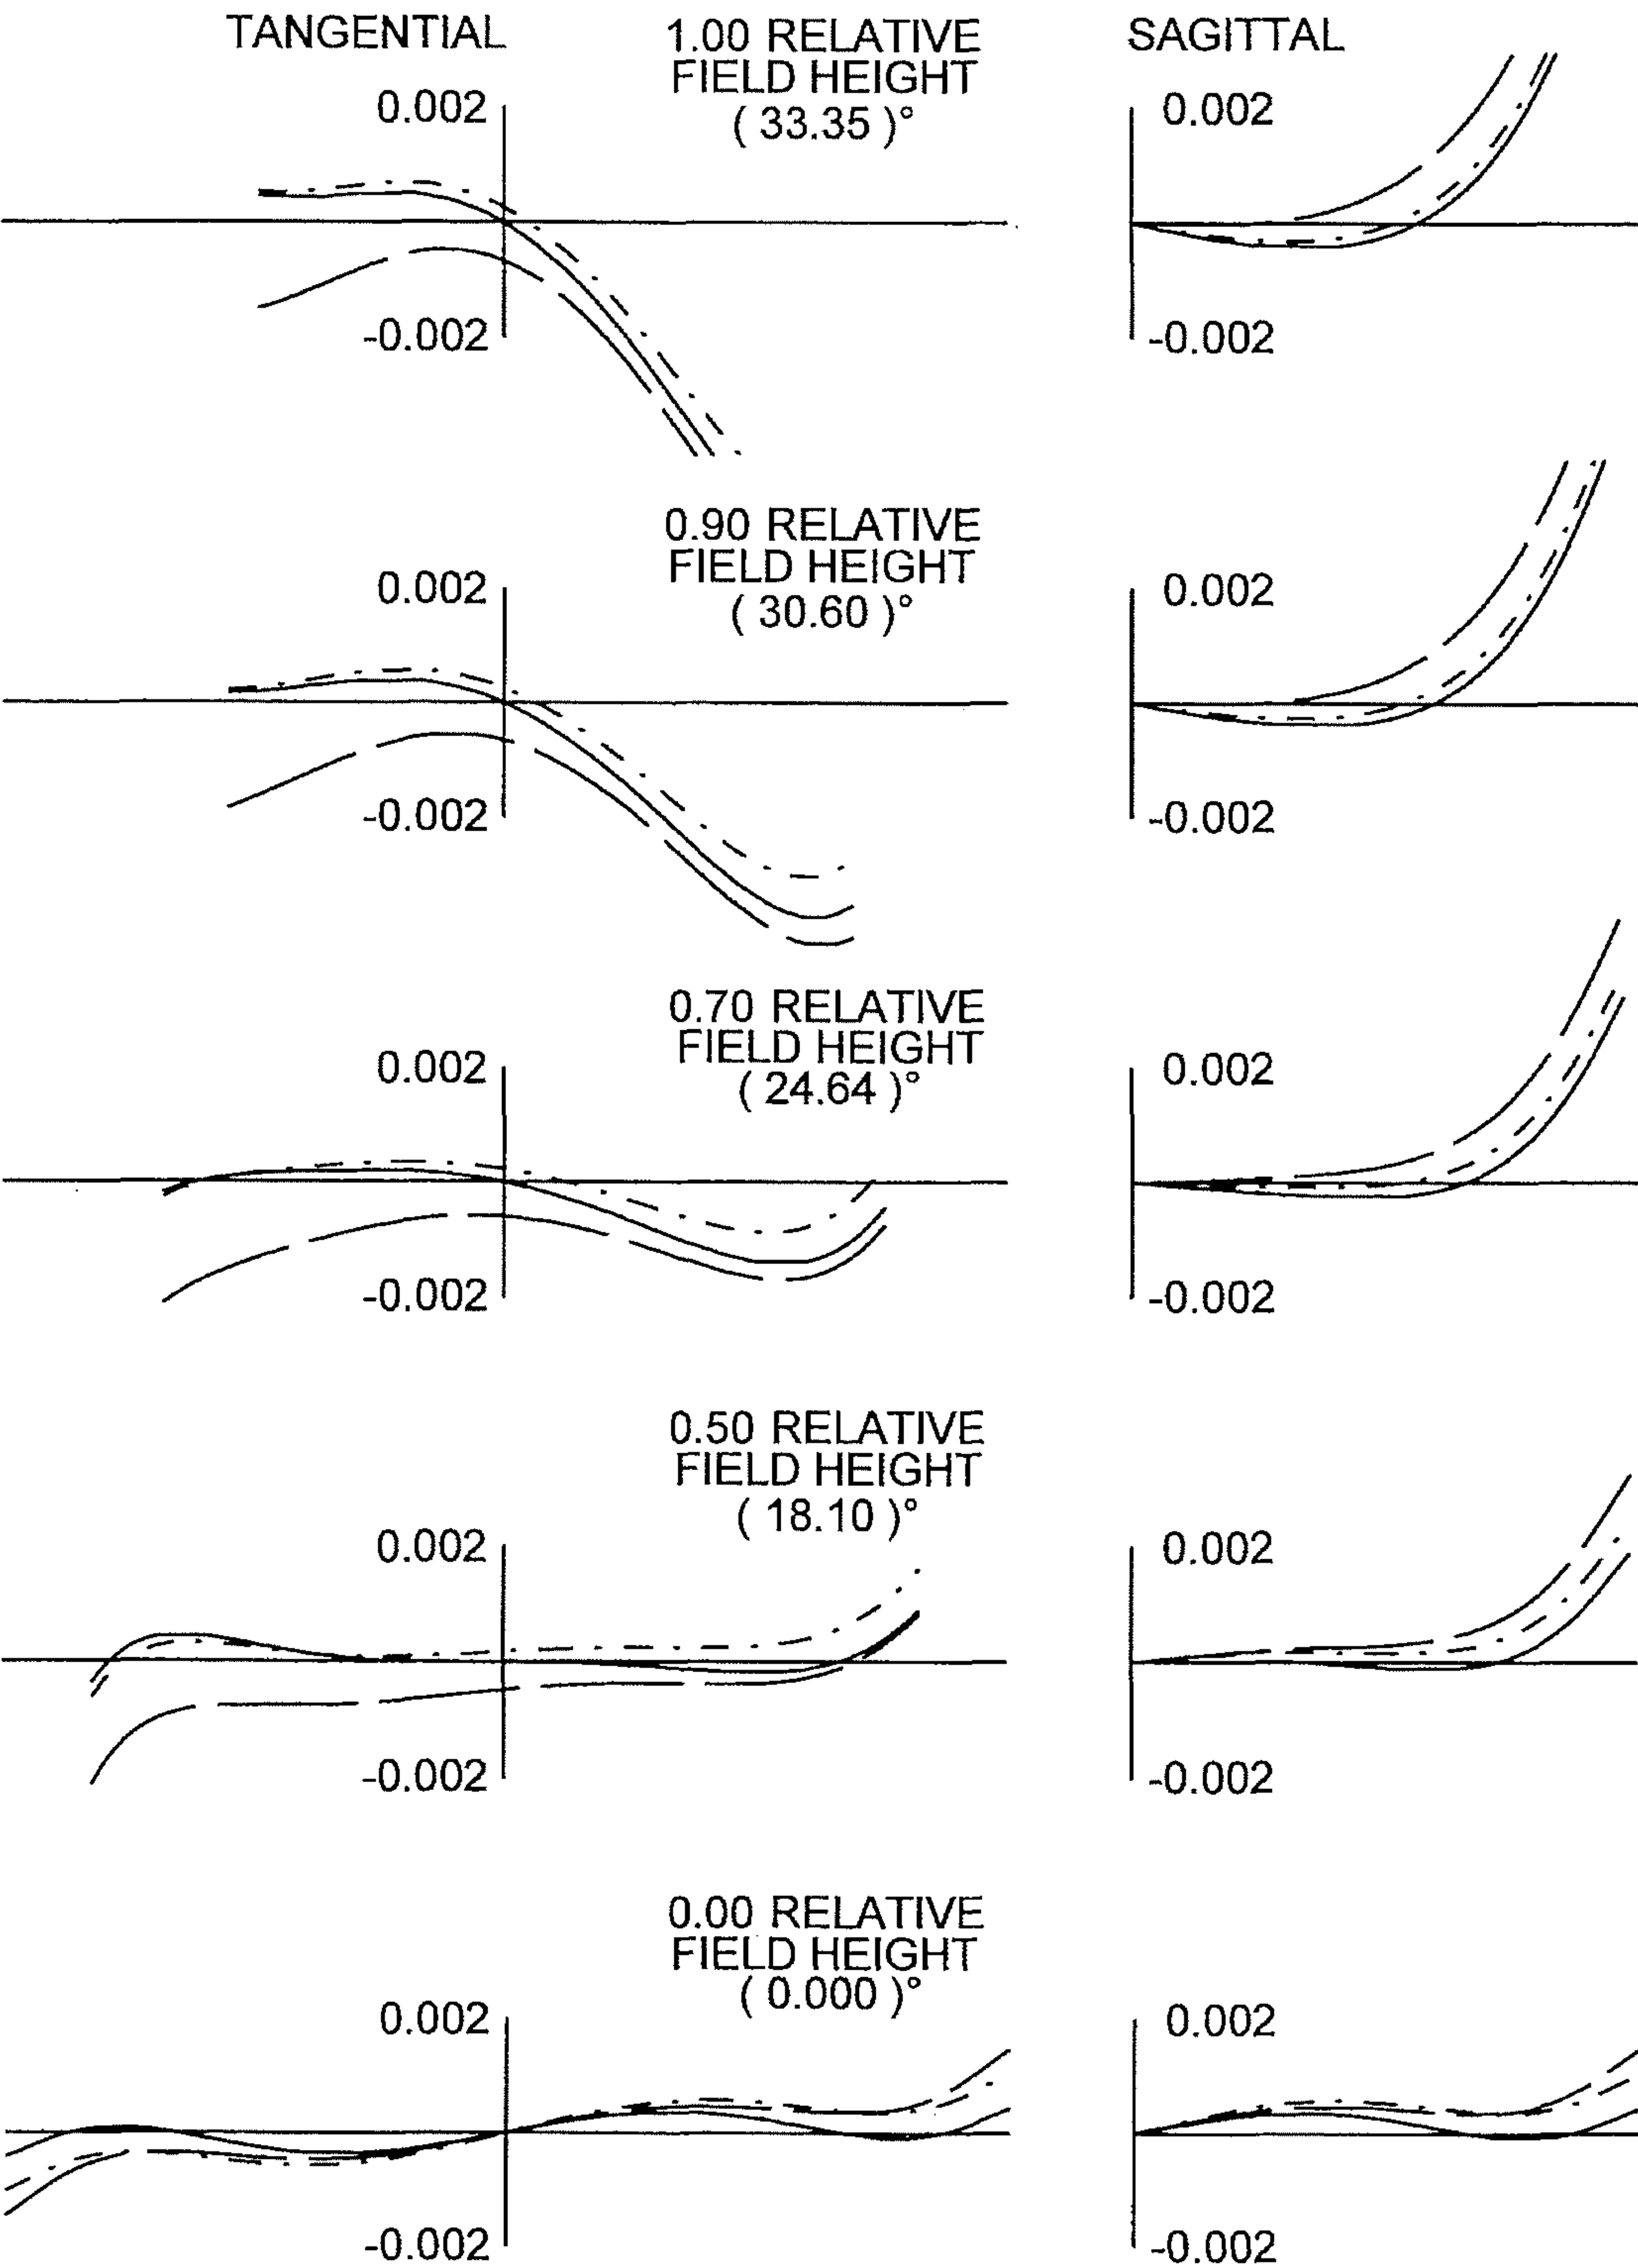 TANGENTIAL
1.00 RELATIVE
FIELD HEIGHT
( 33.35 )°
SAGITTAL
0.002
-0.002
0.002
-0.002
0.90 RELATIVE
FIELD HEIGHT
( 30.60 )°
0.002
-0.002
0.002
-0.002
0.70 RELATIVE
FIELD HEIGHT
( 24.64 )°
0.002
-0.002
0.002
-0.002
0.50 RELATIVE
FIELD HEIGHT
( 18.10 )°
0.002
-0.002
0.002
-0.002
0.00 RELATIVE
FIELD HEIGHT
( 0.000 )°
0.002
-0.002
0.002
-0.002